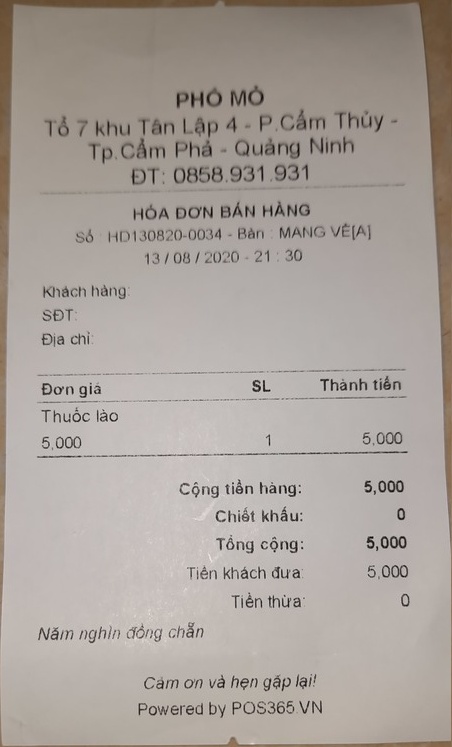 PHỐ MỎ
Tổ 7 khu Tân Lập 4 - P.Cẩm Thủy -
Tp.Cẩm Phả - Quảng Ninh
ĐT: 0858.931.931
HÓA ĐƠN BÁN HÀNG
Số : HD130820-0034 - Bàn : MANG VỀ[A]
13 / 08 / 2020 - 21 : 30
Khách hàng:
SĐT:
Địa chỉ:
Đơn giá SL Thành tiền
Thuốc lào
5,000 1 5,000
Cộng tiền hàng: 5,000
Chiết khấu: 0
Tổng cộng: 5,000
Tiền khách đưa: 5,000
Tiền thừa: 0
Năm nghìn đồng chẵn
Cảm ơn và hẹn gặp lại!
Powered by POS365.VN